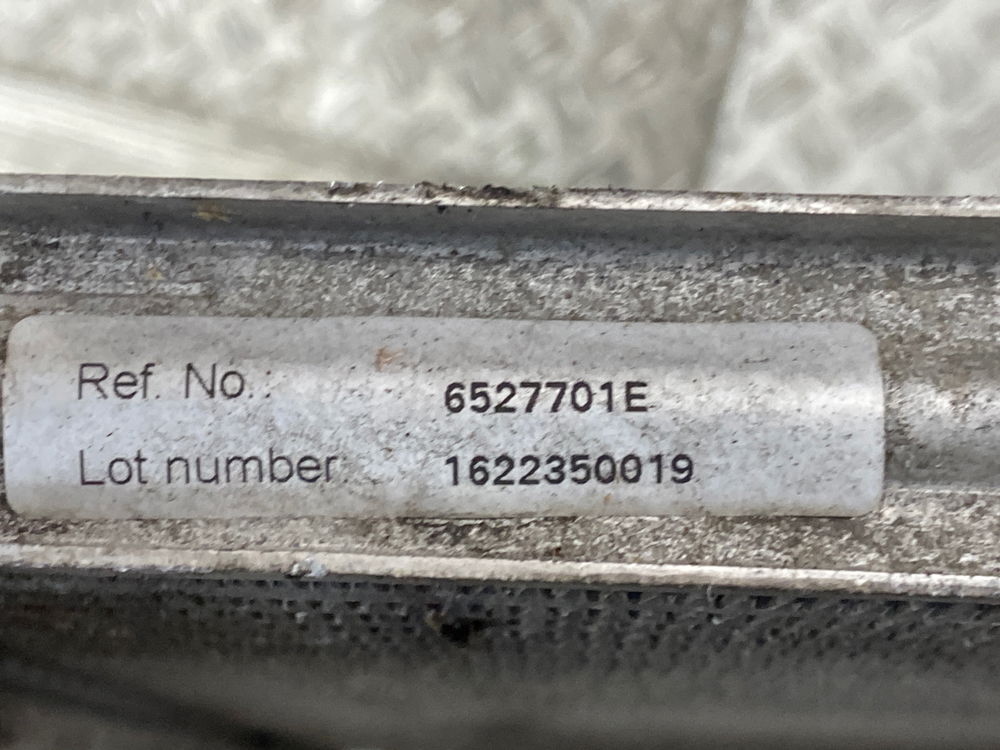 Ref. No.: 6527701E
Lot number: 1622350019